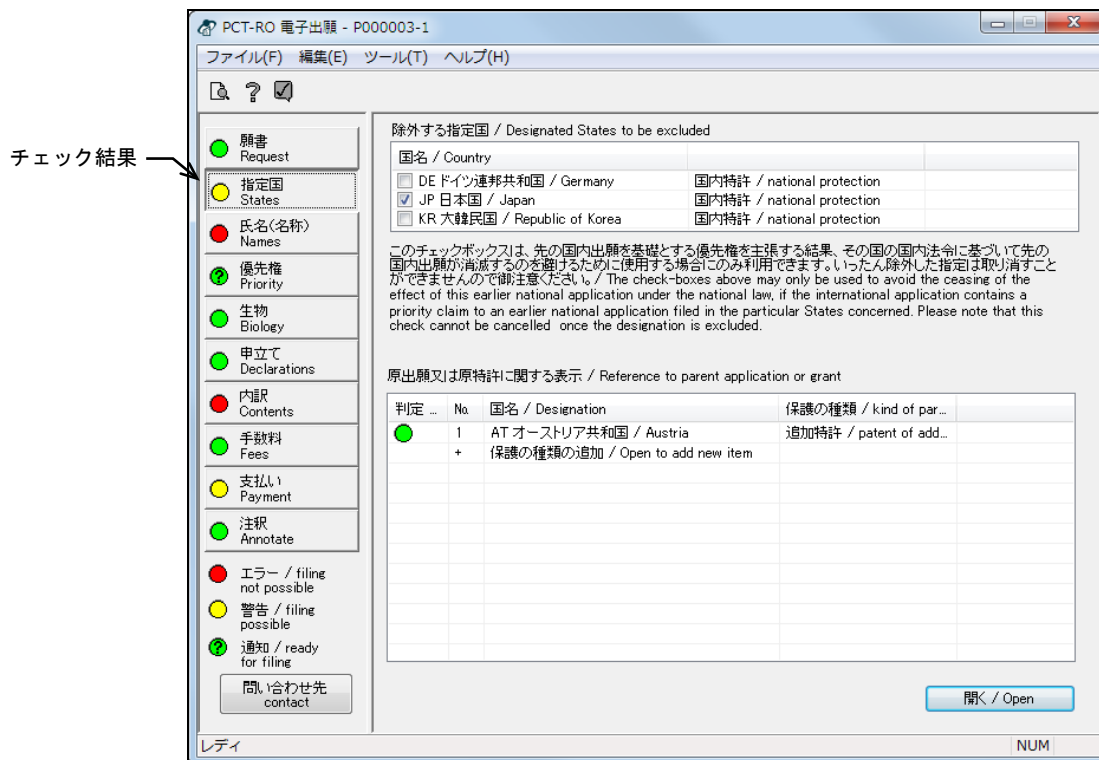 PCT-RO 電子出願 - P000003-1
ファイル(F) 編集(E) ツール(T) ヘルプ(H)
チェック結果
願書
Request
指定国
States
氏名(名称)
Names
優先権
Priority
生物
Biology
申立て
Declarations
内訳
Contents
手数料
Fees
支払い
Payment
注釈
Annotate
エラー / filing
not possible
警告 / filing
possible
通知 / ready
for filing
問い合わせ先
contact
除外する指定国 / Designated States to be excluded
国名 / Country
DE ドイツ連邦共和国 / Germany 国内特許 / national protection
JP 日本国 / Japan 国内特許 / national protection
KR 大韓民国 / Republic of Korea 国内特許 / national protection
このチェックボックスは、先の国内出願を基礎とする優先権を主張する結果、その国の国内法令に基づいて先の
国内出願が消滅するのを避けるために使用する場合にのみ利用できます。いったん除外した指定は取り消すこと
ができませんので御注意ください。/ The check-boxes above may only be used to avoid the ceasing of the
effect of this earlier national application under the national law, if the international application contains a
priority claim to an earlier national application filed in the particular States concerned. Please note that this
check cannot be cancelled once the designation is excluded.
原出願又は原特許に関する表示 / Reference to parent application or grant
判定 ... No. 国名 / Designation 保護の種類 / kind of par...
1 AT オーストリア共和国 / Austria 追加特許 / patent of add...
+ 保護の種類の追加 / Open to add new item
開く / Open
レディ NUM